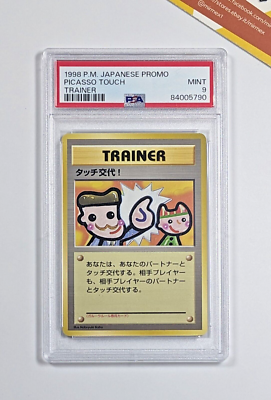 1998 P.M. JAPANESE PROMO
MINT
PICASSO TOUCH
9
TRAINER
PSA
84005790
TRAINER
タッチ交代！
あなたは、あなたのパートナーと
タッチ交代する。相手プレイヤー
も、相手プレイヤーのパートナー
とタッチ交代する。